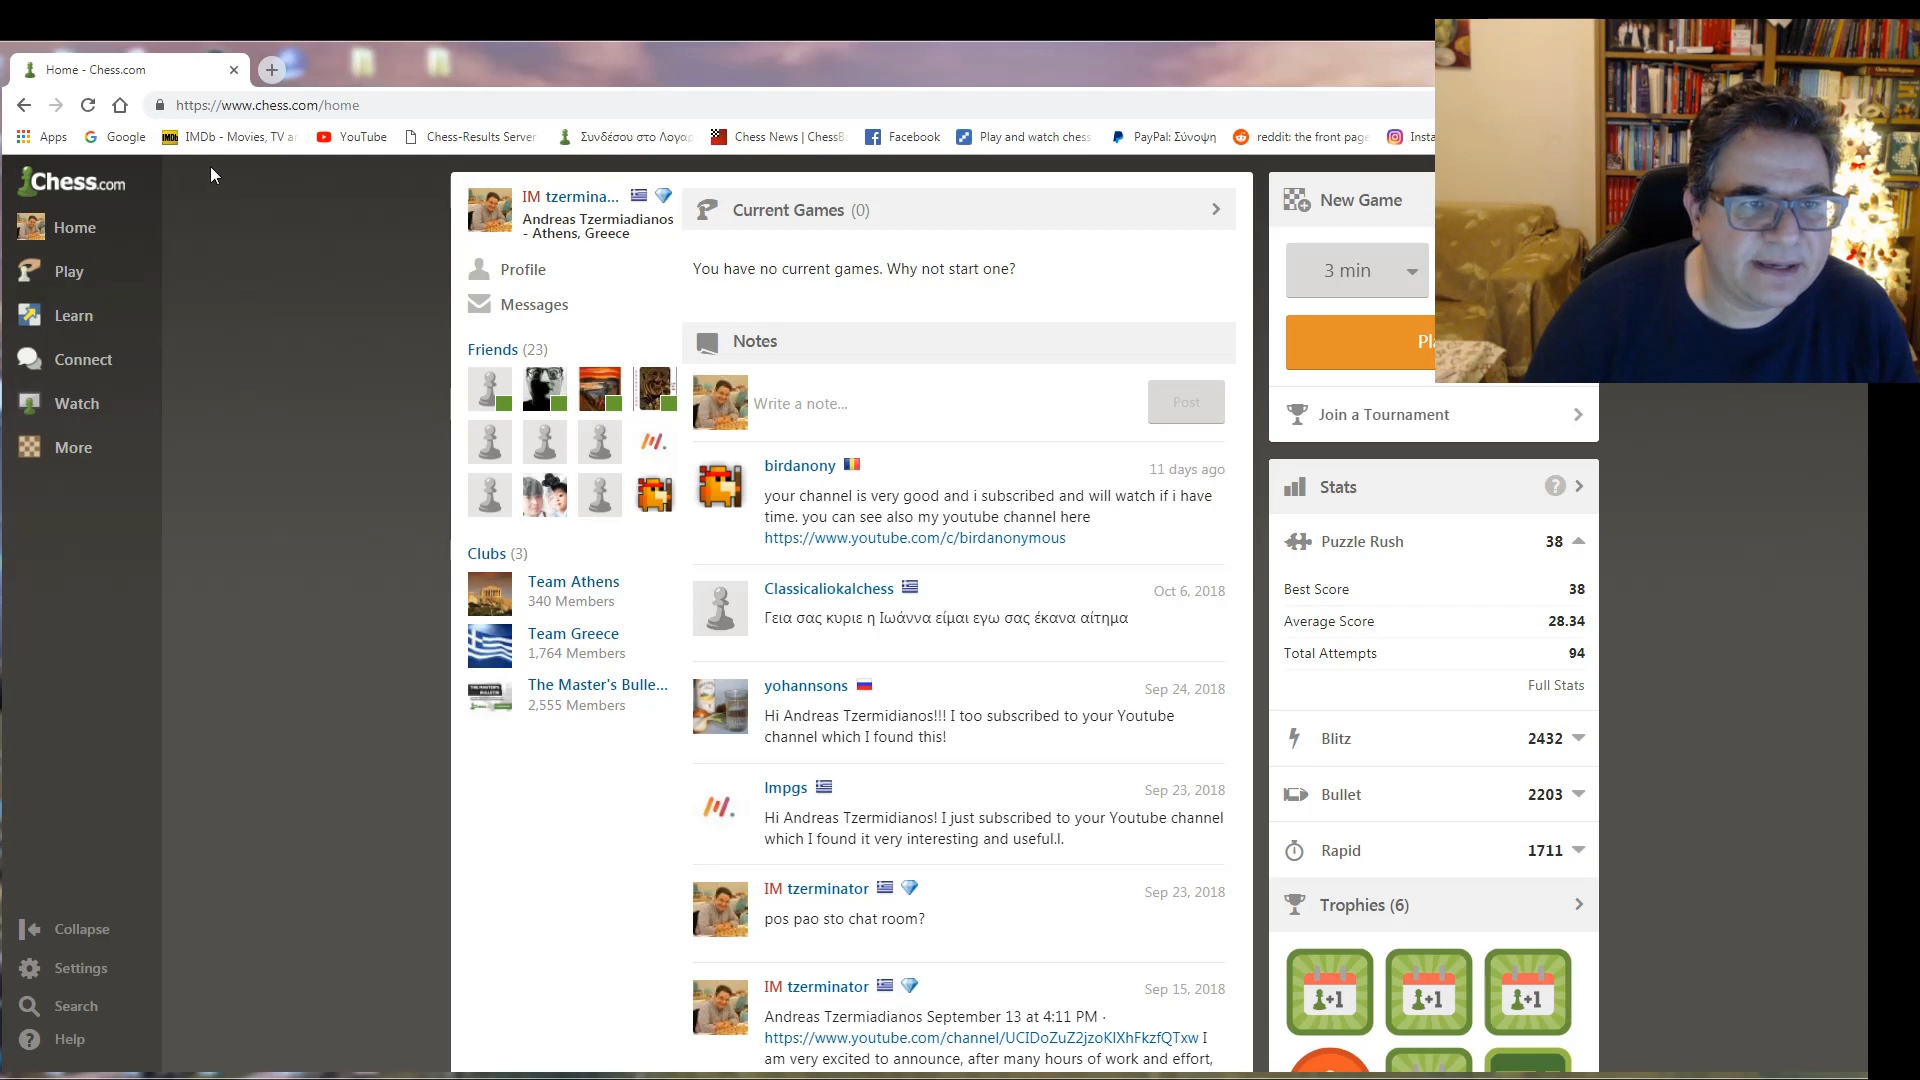 Home - Chess.com
https://www.chess.com/home
Apps
Google
IMDb - Movies, TV ar
YouTube
Chess-Results Server
Συνδέσου στο Λογαρ
Chess News | ChessBa
Facebook
Play and watch chess
PayPal: Σύνοψη
reddit: the front page
Insta
Chess.com
Home
Play
Learn
Connect
Watch
More
Collapse
Settings
Search
Help
IM tzermina...
Andreas Tzermiadianos
- Athens, Greece
Profile
Messages
Friends (23)
Clubs (3)
Team Athens
340 Members
Team Greece
1,764 Members
The Master's Bulle...
2,555 Members
Current Games (0)
You have no current games. Why not start one?
Notes
Write a note...
Post
birdanony
11 days ago
your channel is very good and i subscribed and will watch if i have
time. you can see also my youtube channel here
https://www.youtube.com/c/birdanonymous
Classicaliokalchess
Oct 6, 2018
Γεια σας κυριε η Ιωάννα είμαι εγω σας έκανα αίτημα
yohannsons
Sep 24, 2018
Hi Andreas Tzermidianos!!! I too subscribed to your Youtube
channel which I found this!
lmpgs
Sep 23, 2018
Hi Andreas Tzermidianos! I just subscribed to your Youtube channel
which I found it very interesting and useful.l.
IM tzerminator
Sep 23, 2018
pos pao sto chat room?
IM tzerminator
Sep 15, 2018
Andreas Tzermiadianos September 13 at 4:11 PM ·
https://www.youtube.com/channel/UCIDoZuZ2jzoKlXhFkzfQTxw I
am very excited to announce, after many hours of work and effort,
New Game
3 min
Pl
Join a Tournament
Stats
?
Puzzle Rush 38
Best Score 38
Average Score 28.34
Total Attempts 94
Full Stats
Blitz 2432
Bullet 2203
Rapid 1711
Trophies (6)
+1
+1
+1